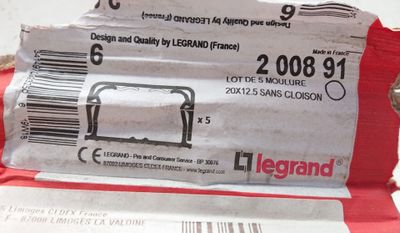 Design and Quality by LEGRAND (France)
6
Design and Quality by LEGRAND (France)
Made in France
6
2 008 91
LOT DE 5 MOULURE
20X12.5 SANS CLOISON
x 5
CE LEGRAND - Pro and Consumer Service - BP 30076
87002 LIMOGES CEDEX FRANCE
legrand
Limoges CEDEX France
F - 87000 LIMOGES LA VALOINE